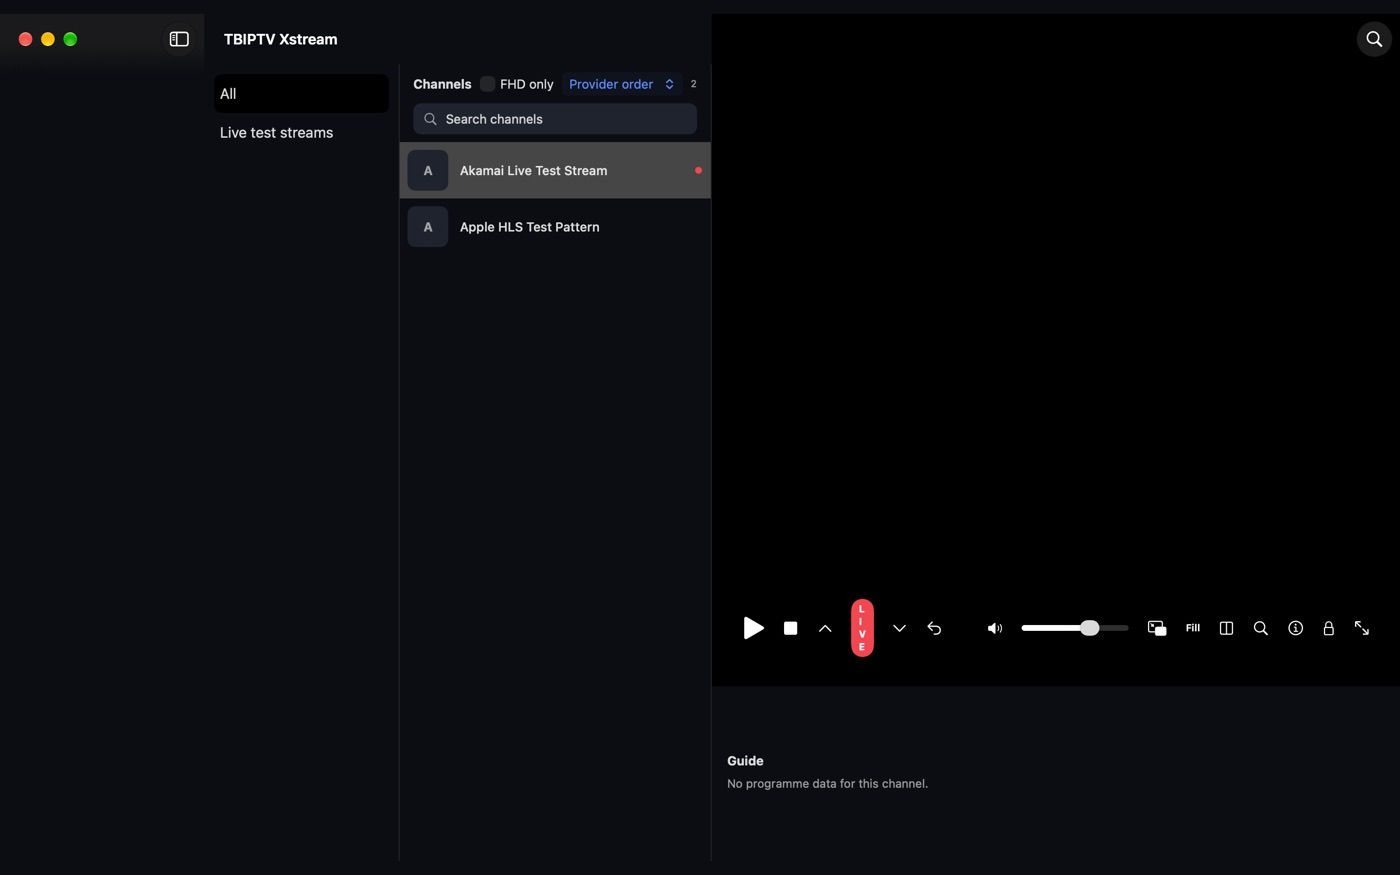 TBIPTV Xstream
All
Live test streams
Channels FHD only Provider order 2
Search channels
A Akamai Live Test Stream
A Apple HLS Test Pattern
LIVE
Fill
Guide
No programme data for this channel.